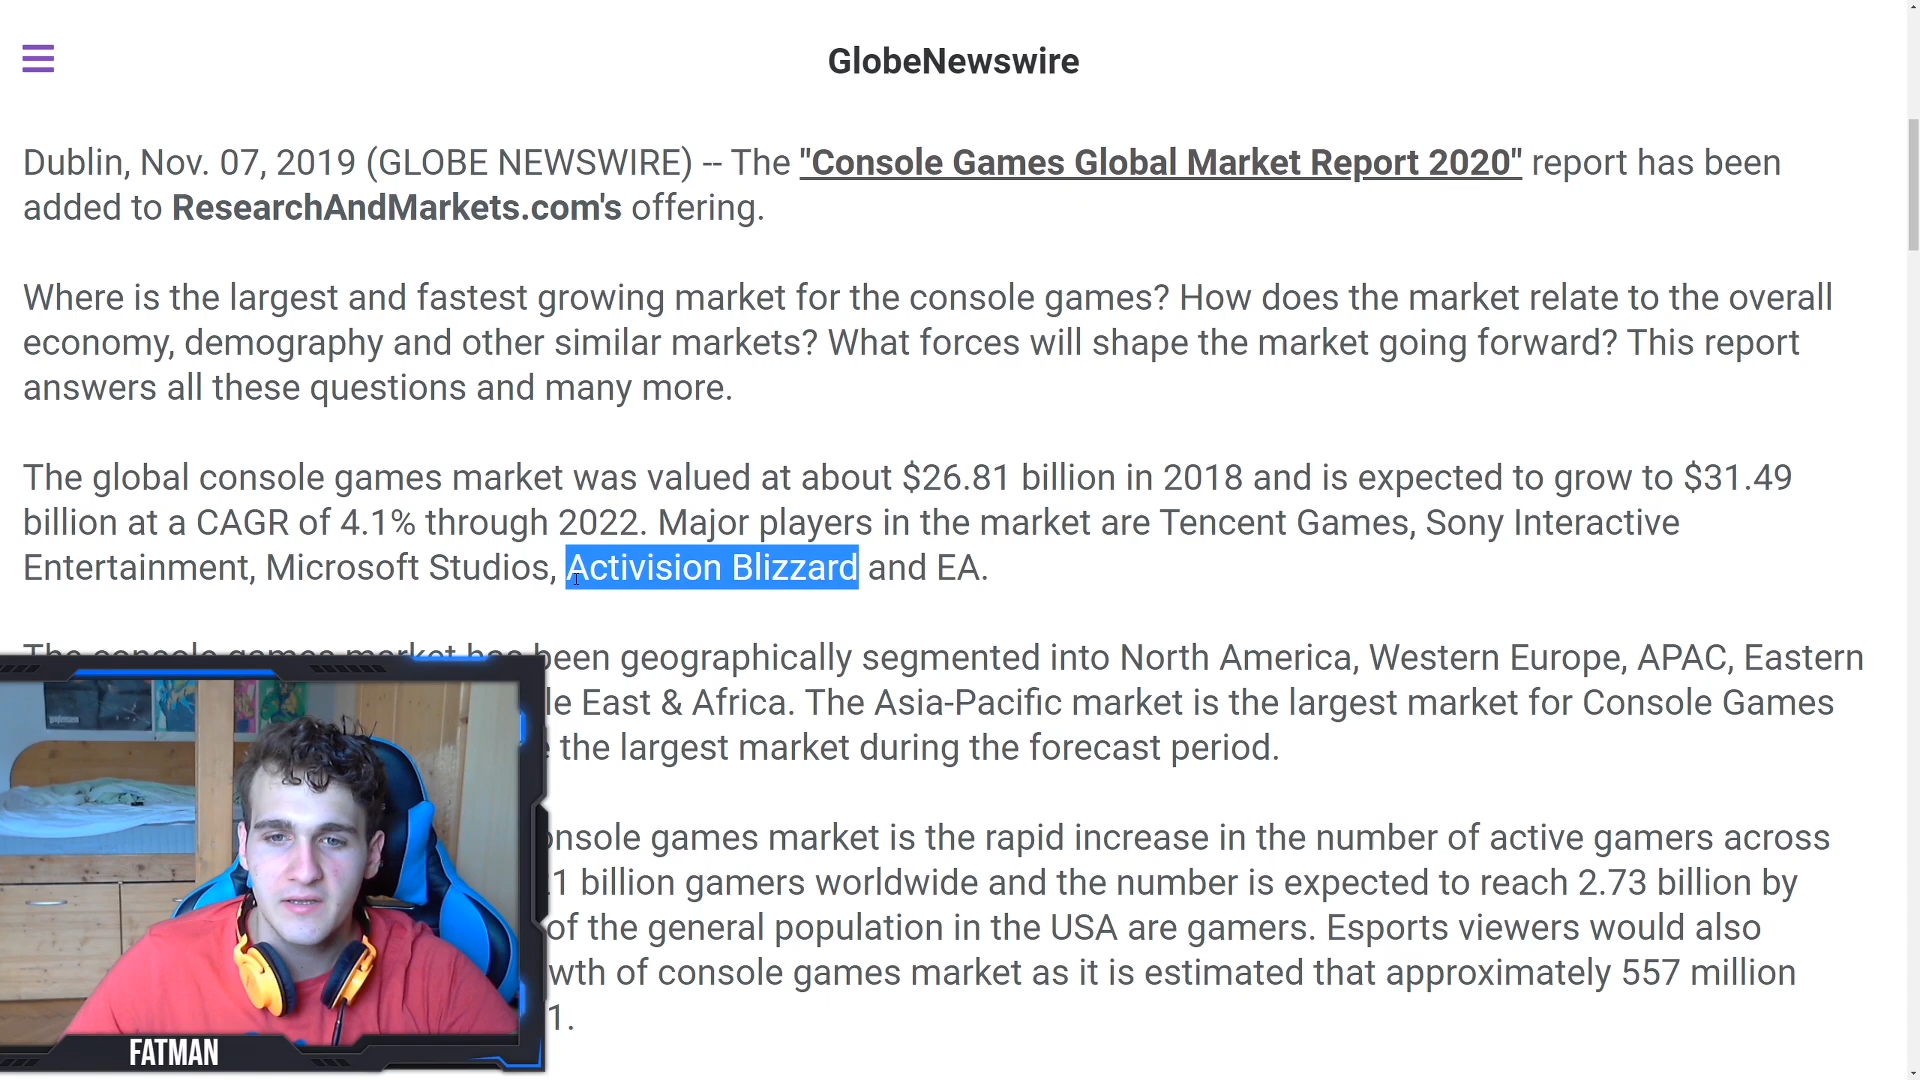 GlobeNewswire
Dublin, Nov. 07, 2019 (GLOBE NEWSWIRE) -- The "Console Games Global Market Report 2020" report has been
added to ResearchAndMarkets.com's offering.
Where is the largest and fastest growing market for the console games? How does the market relate to the overall
economy, demography and other similar markets? What forces will shape the market going forward? This report
answers all these questions and many more.
The global console games market was valued at about $26.81 billion in 2018 and is expected to grow to $31.49
billion at a CAGR of 4.1% through 2022. Major players in the market are Tencent Games, Sony Interactive
Entertainment, Microsoft Studios, Activision Blizzard and EA.
The console games market has been geographically segmented into North America, Western Europe, APAC, Eastern
le East & Africa. The Asia-Pacific market is the largest market for Console Games
the largest market during the forecast period.
onsole games market is the rapid increase in the number of active gamers across
1 billion gamers worldwide and the number is expected to reach 2.73 billion by
of the general population in the USA are gamers. Esports viewers would also
wth of console games market as it is estimated that approximately 557 million
1.
FATMAN